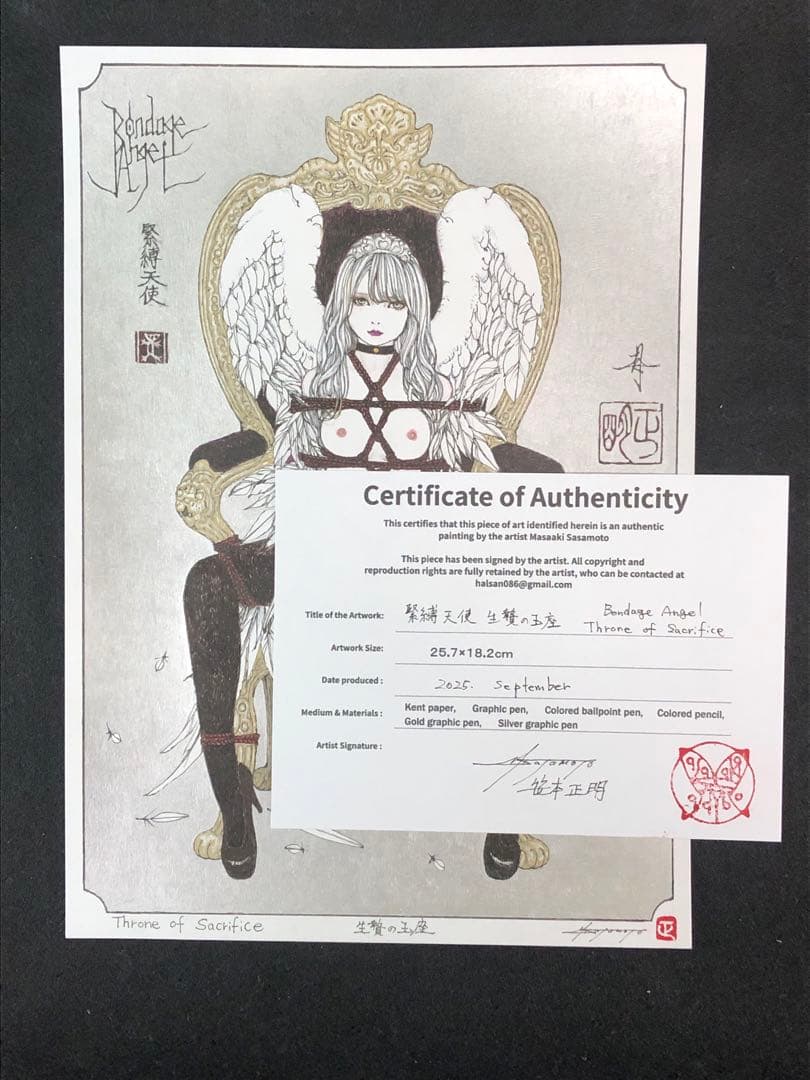 Bondage
Angel
緊縛天使
Certificate of Authenticity
This certifies that this piece of art identified herein is an authentic
painting by the artist Masaaki Sasamoto
This piece has been signed by the artist. All copyright and
reproduction rights are fully retained by the artist, who can be contacted at
halsan086@gmail.com
Title of the Artwork: 緊縛天使 生贄の玉座 Bondage Angel
Throne of Sacrifice
Artwork Size: 25.7×18.2cm
Date produced : 2025. September
Medium & Materials : Kent paper, Graphic pen, Colored ballpoint pen, Colored pencil,
Gold graphic pen, Silver graphic pen
Artist Signature :
笹本正明
Throne of Sacrifice 生贄の玉座